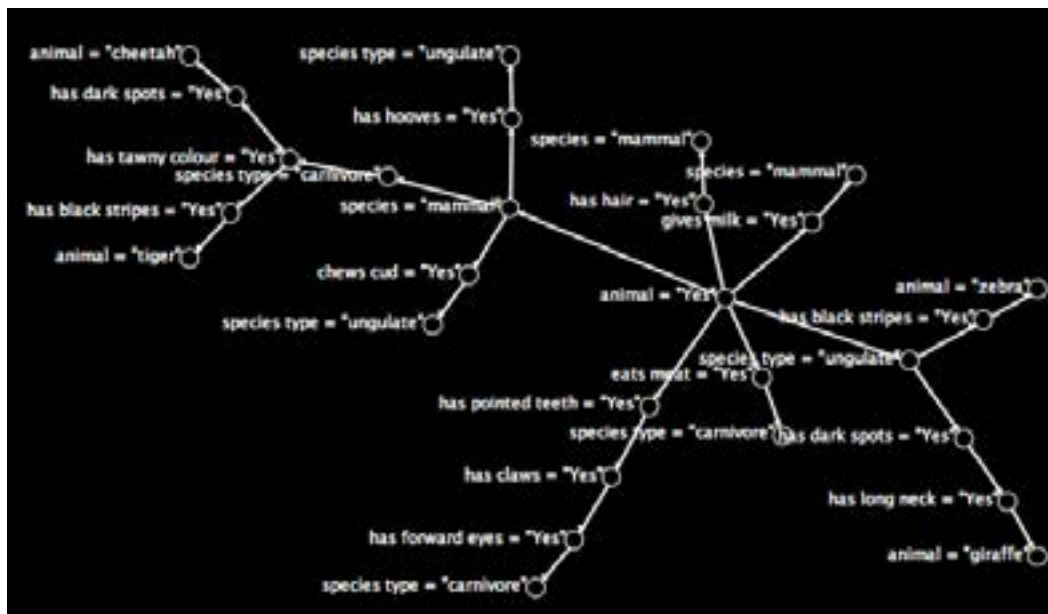 animal = "cheetah"
species type = "ungulate"
has dark spots = "Yes
has hooves = "Yes"
species = "mammal"
has tawny colour = "Yes"
species type = "carnivore"
species = "mammal"
has black stripes = "Yes"
species = "mammal"
has hair = "Yes"
gives milk = "Yes"
animal = "tiger"
chews cud = "Yes"
animal = "Yes"
animal = "zebra"
species type = "ungulate"
has black stripes = "Yes"
species type = "ungulate"
eats meat = "Yes"
has pointed teeth = "Yes"
species type = "carnivore"
has dark spots = "Yes"
has claws = "Yes"
has long neck = "Yes"
has forward eyes = "Yes"
animal = "giraffe"
species type = "carnivore"